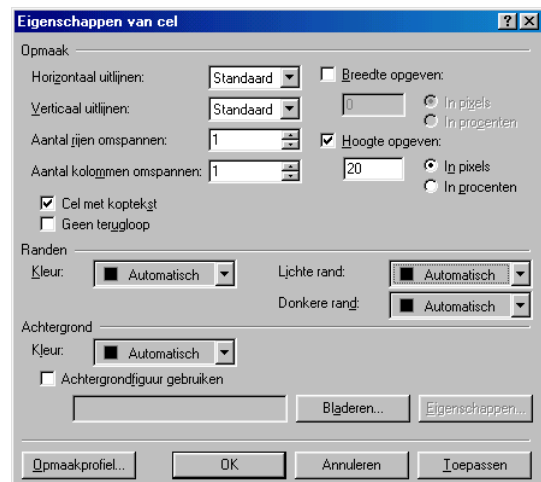 Eigenschappen van cel
Opmaak
Horizontaal uitlijnen: Standaard
Verticaal uitlijnen: Standaard
Aantal rijen omspannen: 1
Aantal kolommen omspannen: 1
Cel met koptekst
Geen terugloop
Breedte opgeven:
0 In pixels
In procenten
Hoogte opgeven:
20 In pixels
In procenten
Randen
Kleur: Automatisch
Lichte rand: Automatisch
Donkere rand: Automatisch
Achtergrond
Kleur: Automatisch
Achtergrondfiguur gebruiken
Bladeren... Eigenschappen...
Opmaakprofiel... OK Annuleren Toepassen